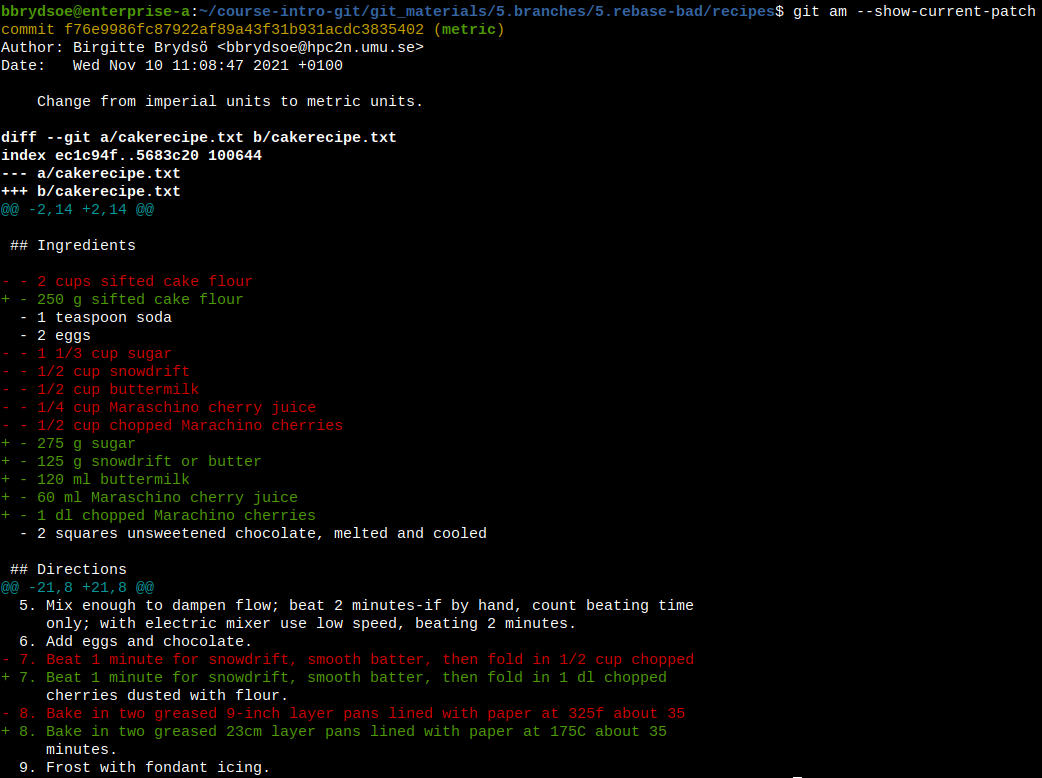 bbrydsoe@enterprise-a:~/course-intro-git/git_materials/5.branches/5.rebase-bad/recipes$ git am --show-current-patch
commit f76e9986fc87922af89a43f31b931acdc3835402 (metric)
Author: Birgitte Brydsö <bbrydsoe@hpc2n.umu.se>
Date:   Wed Nov 10 11:08:47 2021 +0100

    Change from imperial units to metric units.

diff --git a/cakerecipe.txt b/cakerecipe.txt
index ec1c94f..5683c20 100644
--- a/cakerecipe.txt
+++ b/cakerecipe.txt
@@ -2,14 +2,14 @@

 ## Ingredients

- - 2 cups sifted cake flour
+ - 250 g sifted cake flour
  - 1 teaspoon soda
  - 2 eggs
- - 1 1/3 cup sugar
- - 1/2 cup snowdrift
- - 1/2 cup buttermilk
- - 1/4 cup Maraschino cherry juice
- - 1/2 cup chopped Marachino cherries
+ - 275 g sugar
+ - 125 g snowdrift or butter
+ - 120 ml buttermilk
+ - 60 ml Maraschino cherry juice
+ - 1 dl chopped Marachino cherries
  - 2 squares unsweetened chocolate, melted and cooled

 ## Directions
@@ -21,8 +21,8 @@
  5. Mix enough to dampen flow; beat 2 minutes-if by hand, count beating time
     only; with electric mixer use low speed, beating 2 minutes.
  6. Add eggs and chocolate.
- 7. Beat 1 minute for snowdrift, smooth batter, then fold in 1/2 cup chopped
+ 7. Beat 1 minute for snowdrift, smooth batter, then fold in 1 dl chopped
     cherries dusted with flour.
- 8. Bake in two greased 9-inch layer pans lined with paper at 325f about 35
+ 8. Bake in two greased 23cm layer pans lined with paper at 175C about 35
     minutes.
  9. Frost with fondant icing.